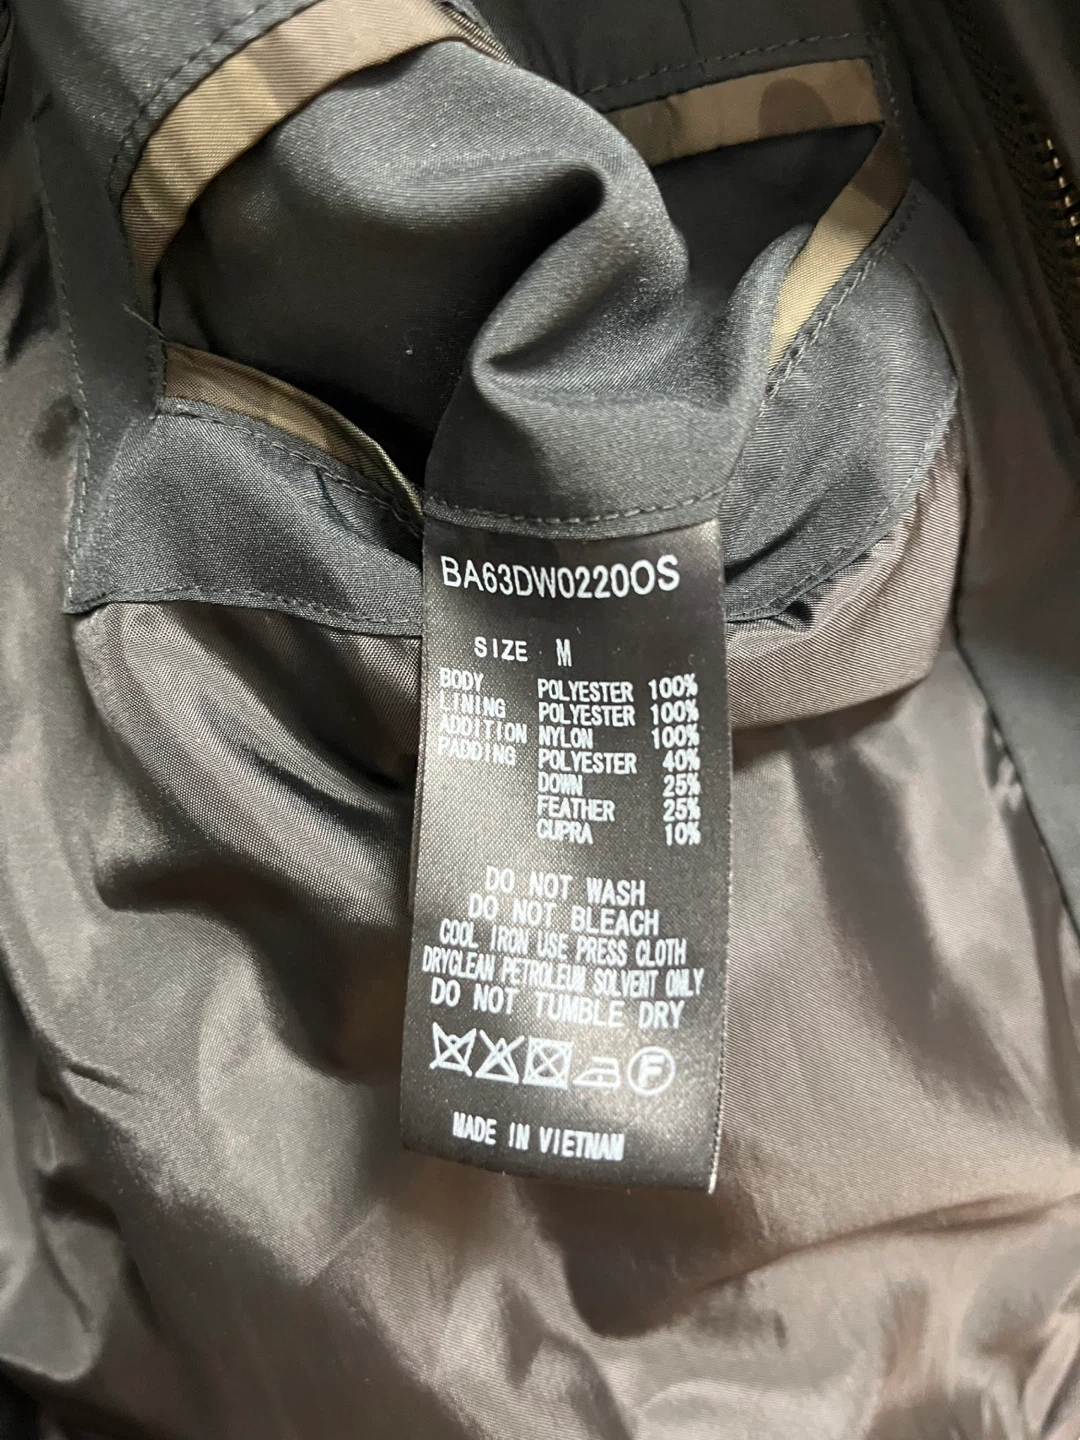 BA63DW02200S
SIZE M
BODY POLYESTER 100%
LINING POLYESTER 100%
ADDITION NYLON 100%
PADDING POLYESTER 40%
DOWN 25%
FEATHER 25%
CUPRA 10%
DO NOT WASH
DO NOT BLEACH
COOL IRON USE PRESS CLOTH
DRYCLEAN PETROLEUM SOLVENT ONLY
DO NOT TUMBLE DRY
F
MADE IN VIETNAM